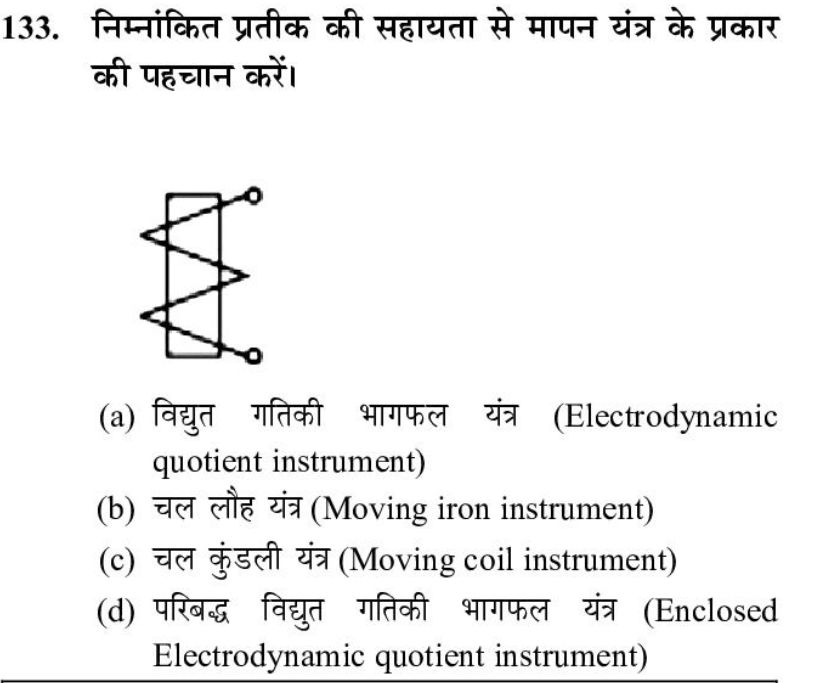 133. निम्नांकित प्रतीक की सहायता से मापन यंत्र के प्रकार
की पहचान करें।
(a) विद्युत गतिकी भागफल यंत्र (Electrodynamic
quotient instrument)
(b) चल लौह यंत्र (Moving iron instrument)
(c) चल कुंडली यंत्र (Moving coil instrument)
(d) परिबद्ध विद्युत गतिकी भागफल यंत्र (Enclosed
Electrodynamic quotient instrument)